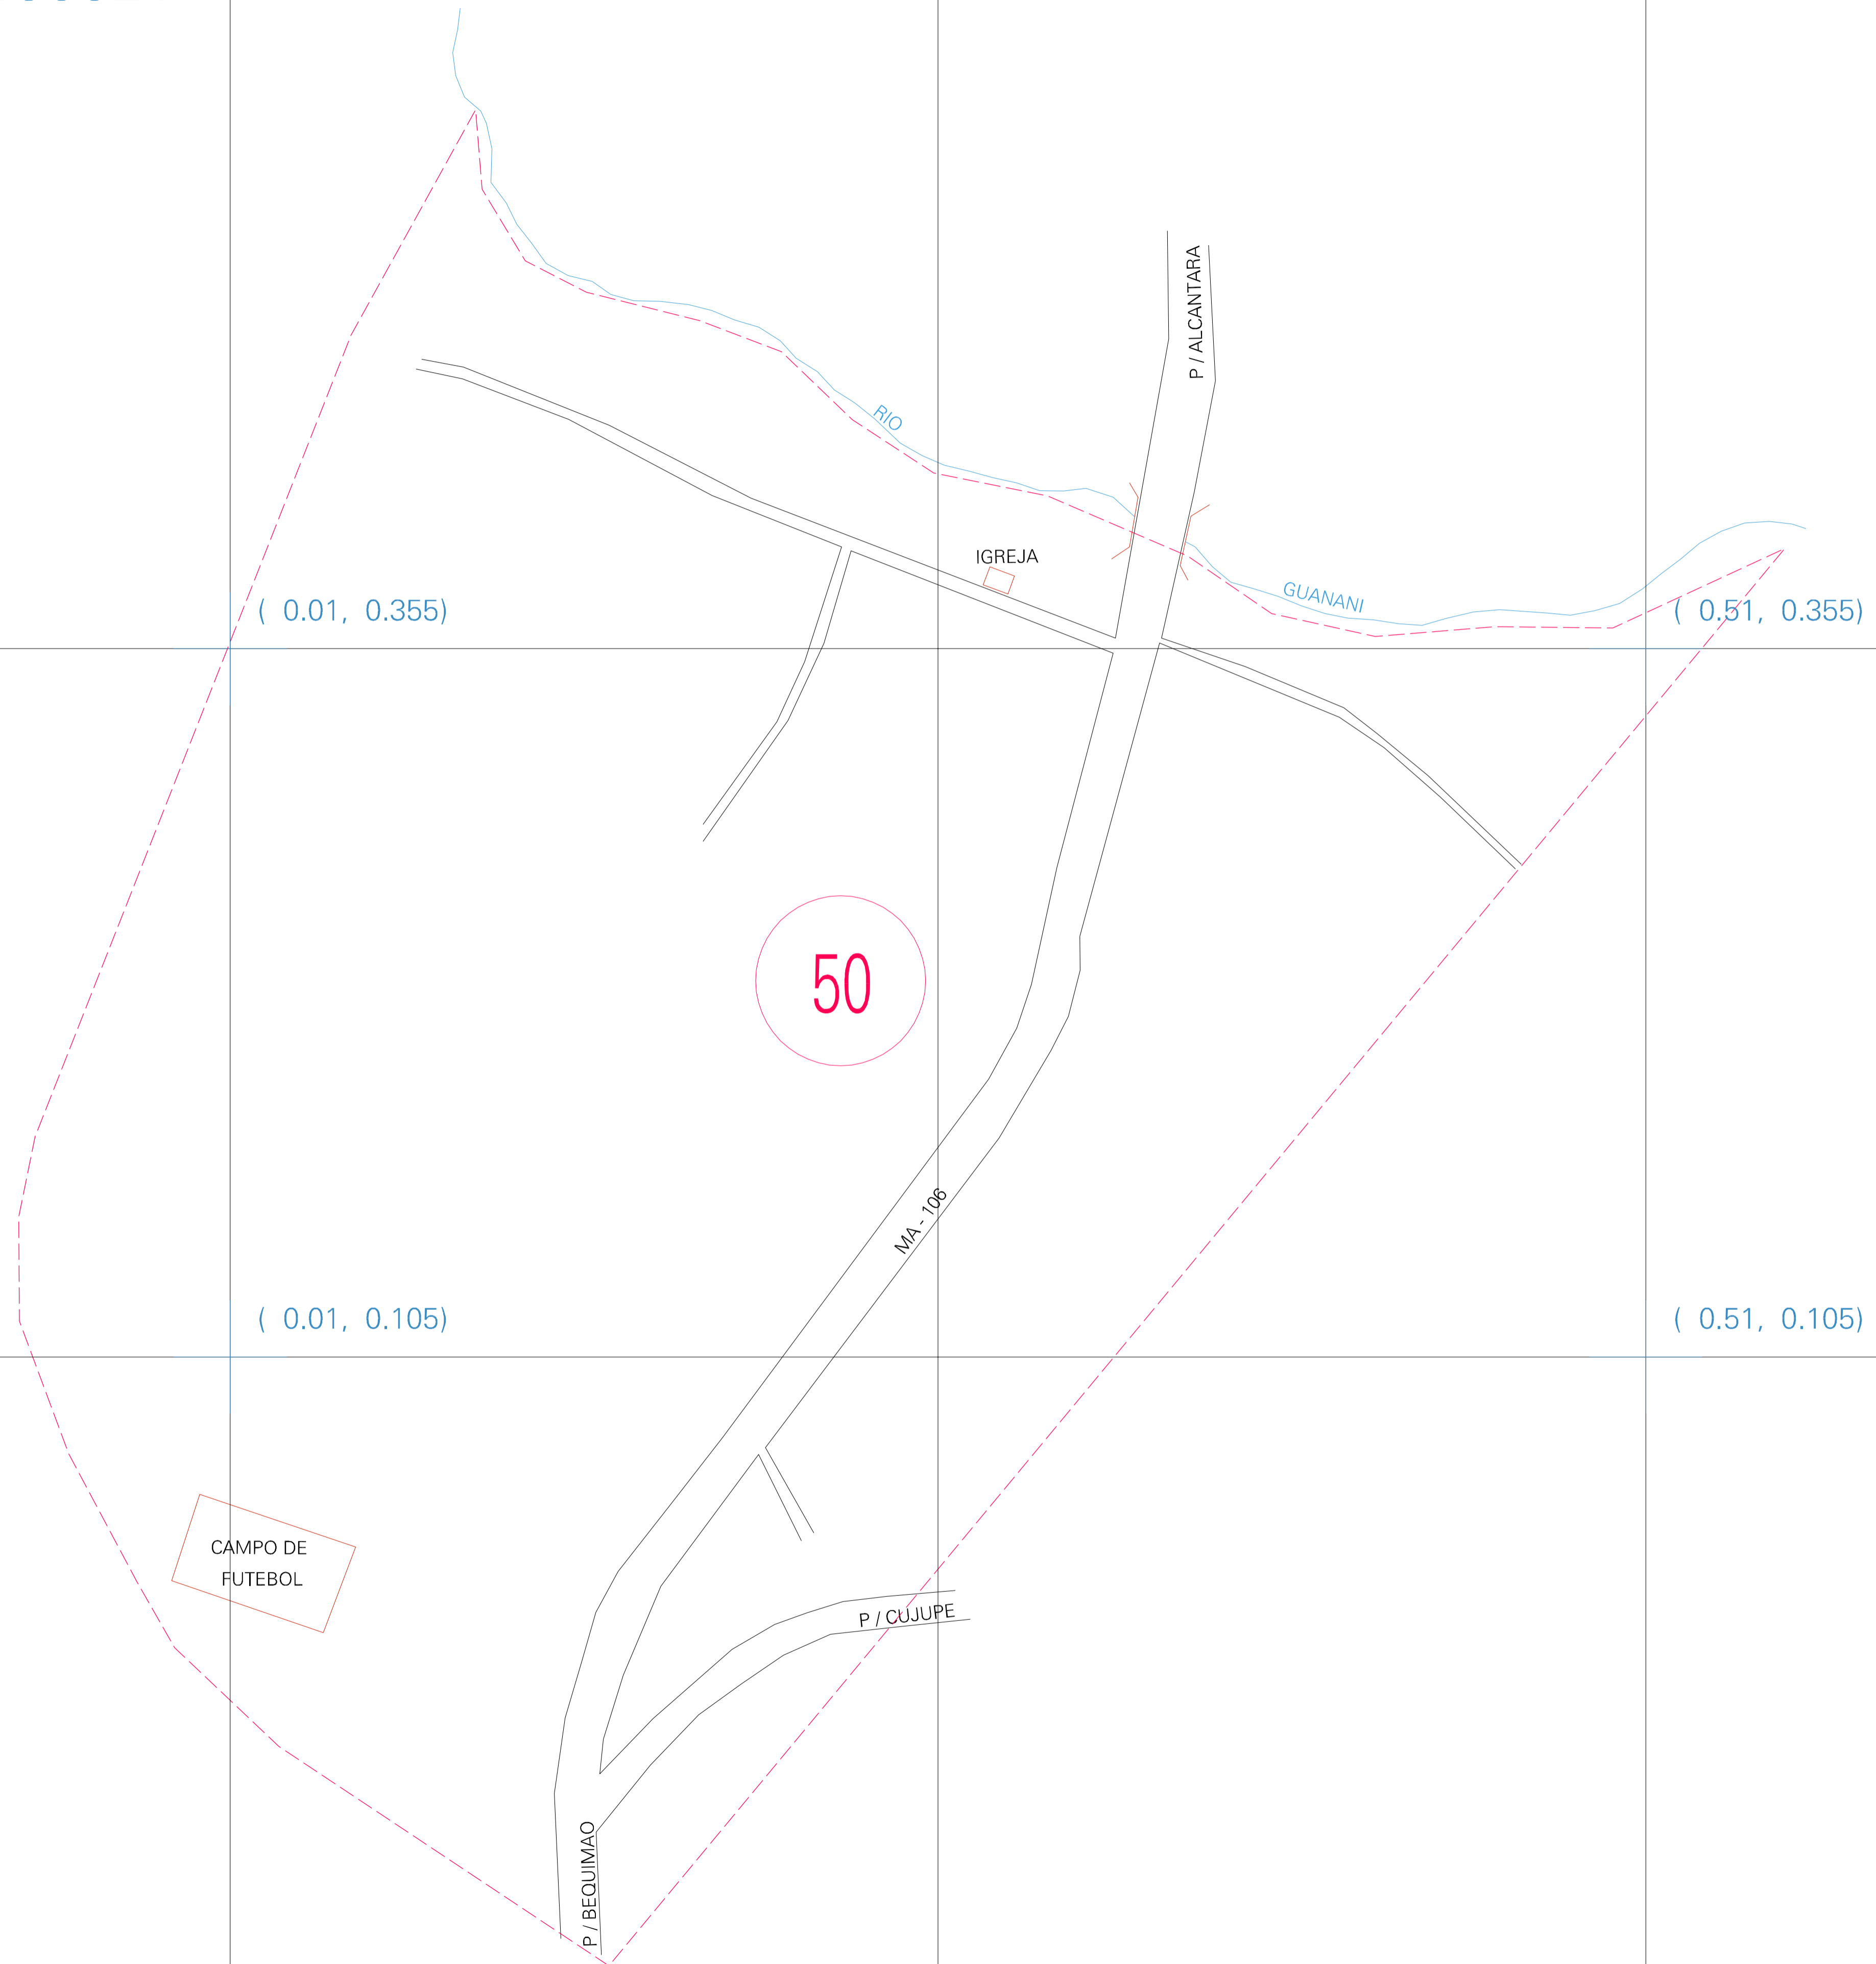 P / ALCANTARA
RIO
IGREJA
GUANANI
( 0.01, 0.355)
( 0.51, 0.355)
50
MA - 106
( 0.01, 0.105)
( 0.51, 0.105)
CAMPO DE
FUTEBOL
P / CUJUPE
P / BEQUIMAO